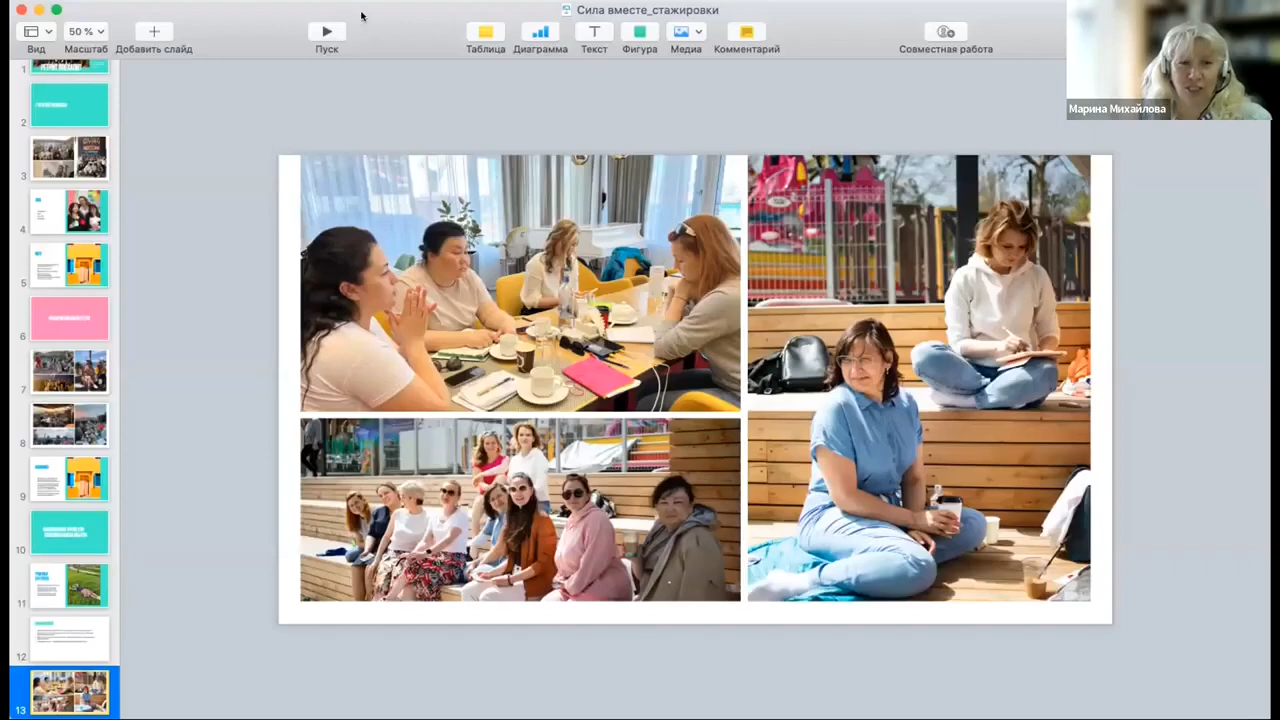 Сила вместе_стажировки
50 %
Вид
Масштаб
Добавить слайд
Пуск
Таблица
Диаграмма
Текст
Фигура
Медиа
Комментарий
Совместная работа
Марина Михайлова
1
2
3
4
5
6
7
8
9
10
11
12
13